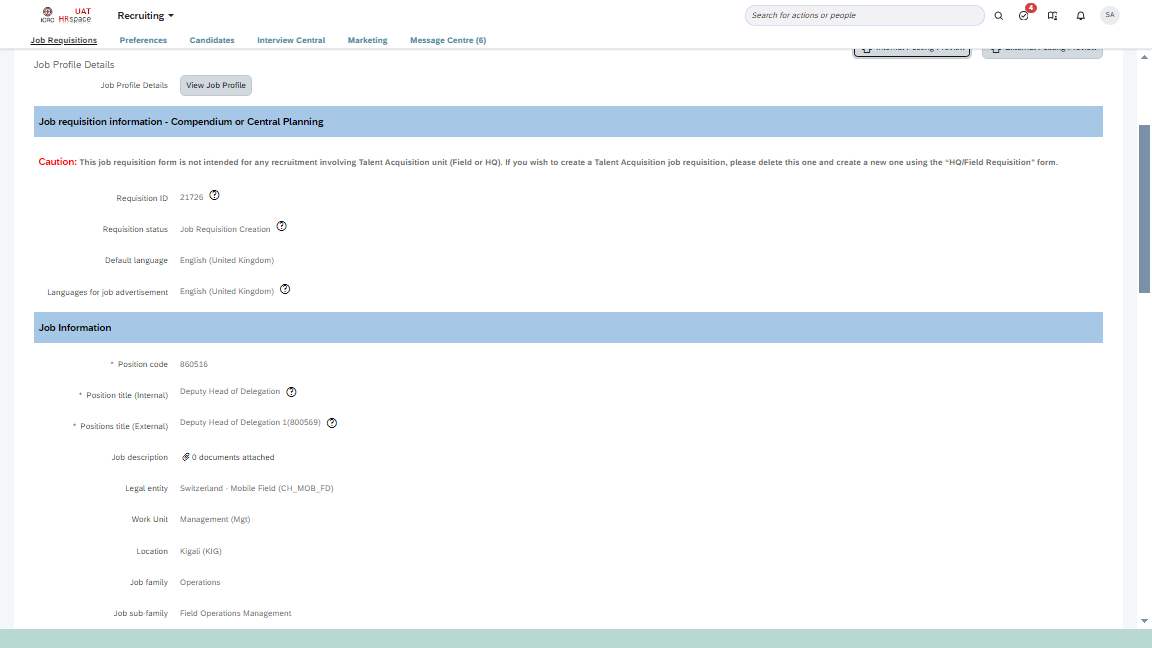 ICRC
UAT
HRspace
Recruiting
Search for actions or people
4
SA
Job Requisitions
Preferences
Candidates
Interview Central
Marketing
Message Centre (6)
Job Profile Details
Job Profile Details
View Job Profile
Job requisition information - Compendium or Central Planning
Caution: This job requisition form is not intended for any recruitment involving Talent Acquisition unit (Field or HQ). If you wish to create a Talent Acquisition job requisition, please delete this one and create a new one using the “HQ/Field Requisition” form.
Requisition ID 21726
Requisition status Job Requisition Creation
Default language English (United Kingdom)
Languages for job advertisement English (United Kingdom)
Job Information
* Position code 860516
* Position title (Internal) Deputy Head of Delegation
* Positions title (External) Deputy Head of Delegation 1(800569)
Job description 0 documents attached
Legal entity Switzerland - Mobile Field (CH_MOB_FD)
Work Unit Management (Mgt)
Location Kigali (KIG)
Job family Operations
Job sub-family Field Operations Management